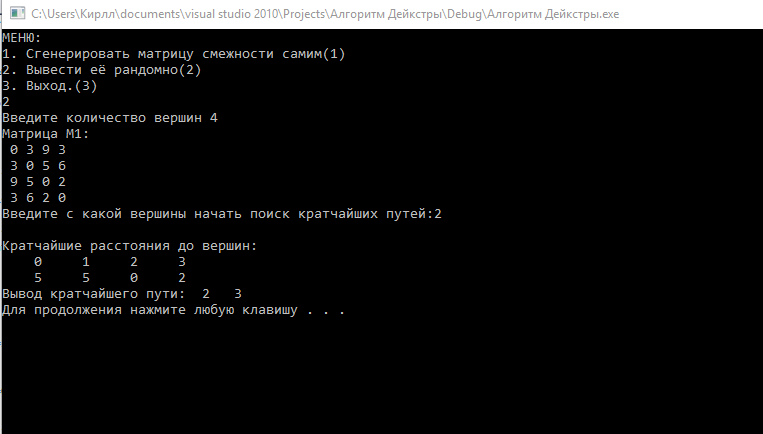 C:\Users\Кирлл\documents\visual studio 2010\Projects\Алгоритм Дейкстры\Debug\Алгоритм Дейкстры.exe
МЕНЮ:
1. Сгенерировать матрицу смежности самим(1)
2. Вывести её рандомно(2)
3. Выход.(3)
2
Введите количество вершин 4
Матрица M1:
0 3 9 3
3 0 5 6
9 5 0 2
3 6 2 0
Введите с какой вершины начать поиск кратчайших путей:2
Кратчайшие расстояния до вершин:
0 1 2 3
5 5 0 2
Вывод кратчайшего пути: 2 3
Для продолжения нажмите любую клавишу . . .